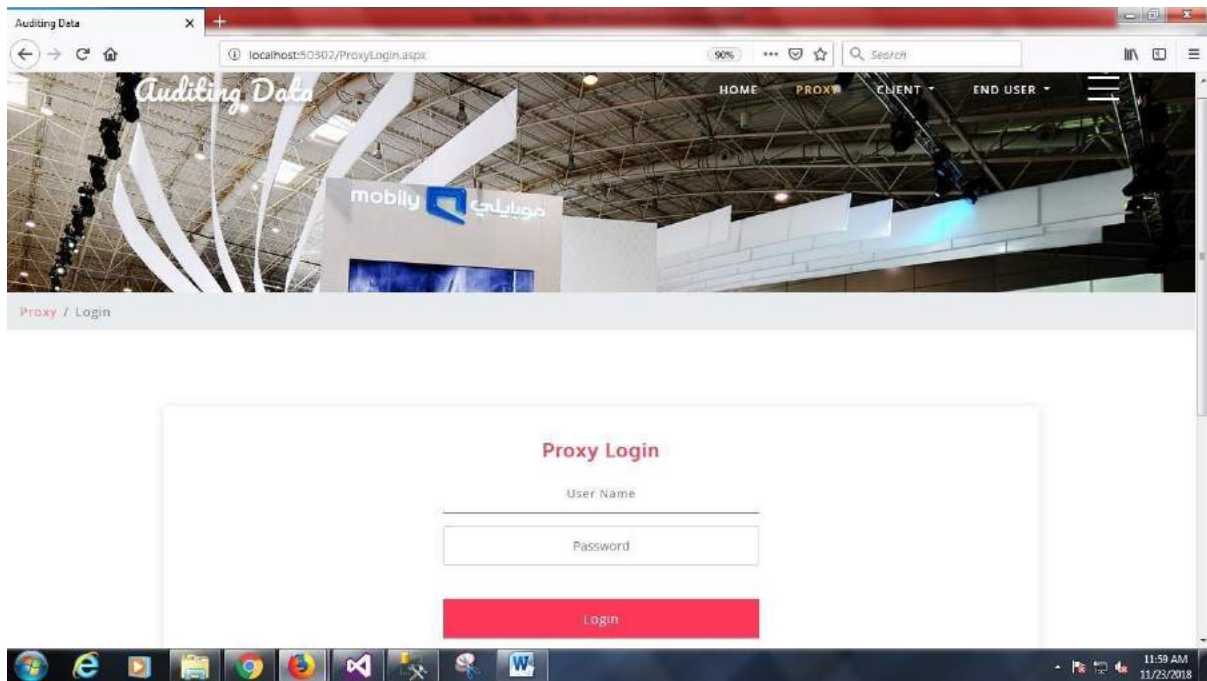 Auditing Data
localhost:50302/ProxyLogin.aspx
90%
Search
Auditing Data
HOME PROXY CLIENT END USER
mobily موبايلي
Proxy / Login
Proxy Login
User Name
Password
Login
11:59 AM
11/23/2018